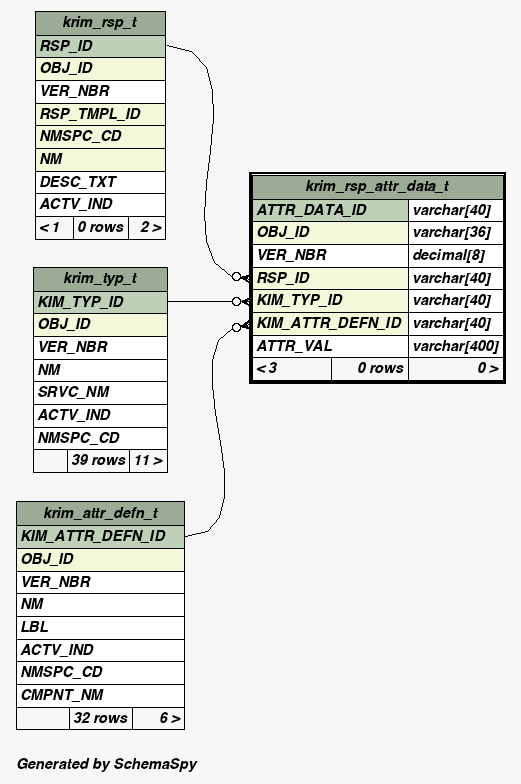 krim_rsp_t
RSP_ID
OBJ_ID
VER_NBR
RSP_TMPL_ID
NMSPC_CD
NM
DESC_TXT
ACTV_IND
< 1 0 rows 2 >
krim_typ_t
KIM_TYP_ID
OBJ_ID
VER_NBR
NM
SRVC_NM
ACTV_IND
NMSPC_CD
39 rows 11 >
krim_attr_defn_t
KIM_ATTR_DEFN_ID
OBJ_ID
VER_NBR
NM
LBL
ACTV_IND
NMSPC_CD
CMPNT_NM
32 rows 6 >
krim_rsp_attr_data_t
ATTR_DATA_ID varchar[40]
OBJ_ID varchar[36]
VER_NBR decimal[8]
RSP_ID varchar[40]
KIM_TYP_ID varchar[40]
KIM_ATTR_DEFN_ID varchar[40]
ATTR_VAL varchar[400]
< 3 0 rows 0 >
Generated by SchemaSpy